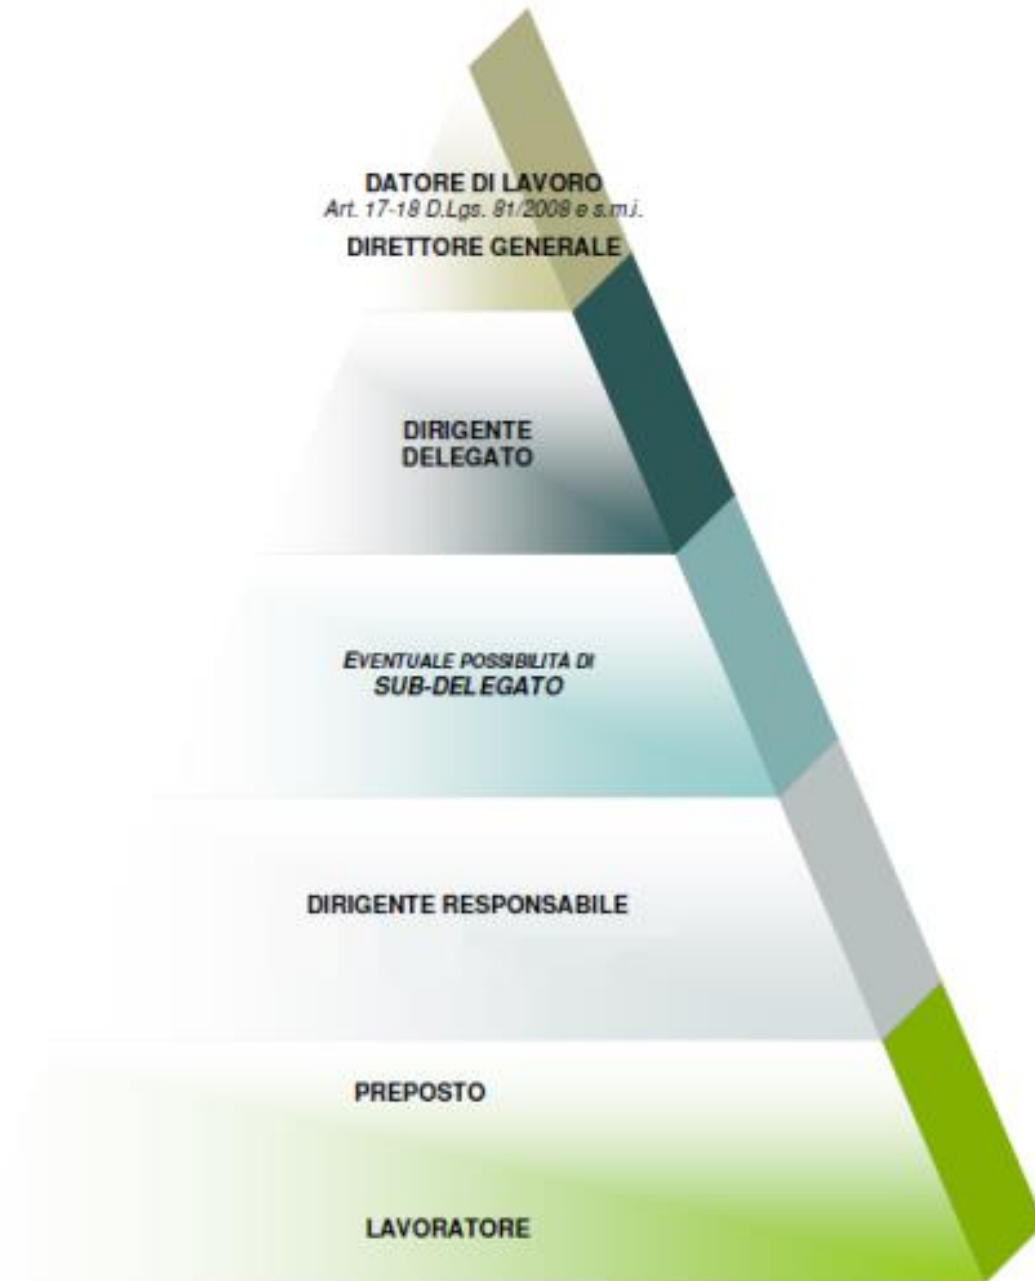 DATORE DI LAVORO
Art. 17-18 D.Lgs. 81/2008 e s.m.i.
DIRETTORE GENERALE
DIRIGENTE
DELEGATO
EVENTUALE POSSIBILITÀ DI
SUB-DELEGATO
DIRIGENTE RESPONSABILE
PREPOSTO
LAVORATORE